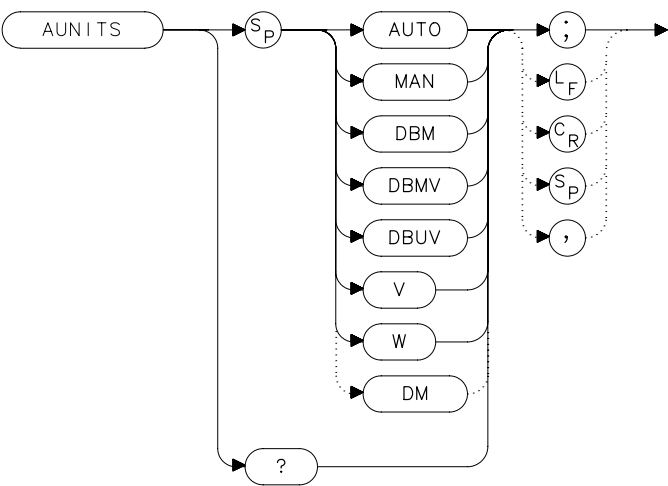 AUNITS SP AUTO ;
MAN LF
DBM CR
DBMV SP
DBUV ,
V
W
DM
?